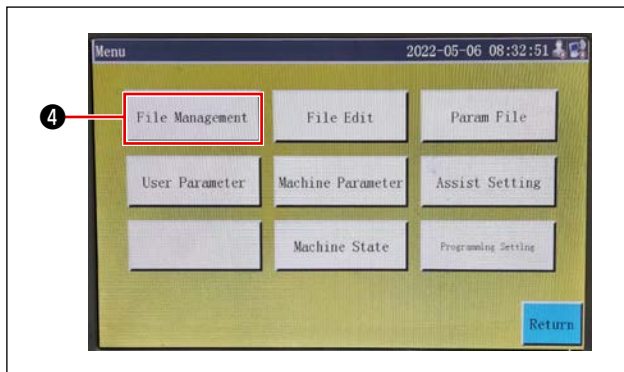 Menu 2022-05-06 08:32:51
4
File Management File Edit Param File
User Parameter Machine Parameter Assist Setting
Machine State Programming Setting
Return